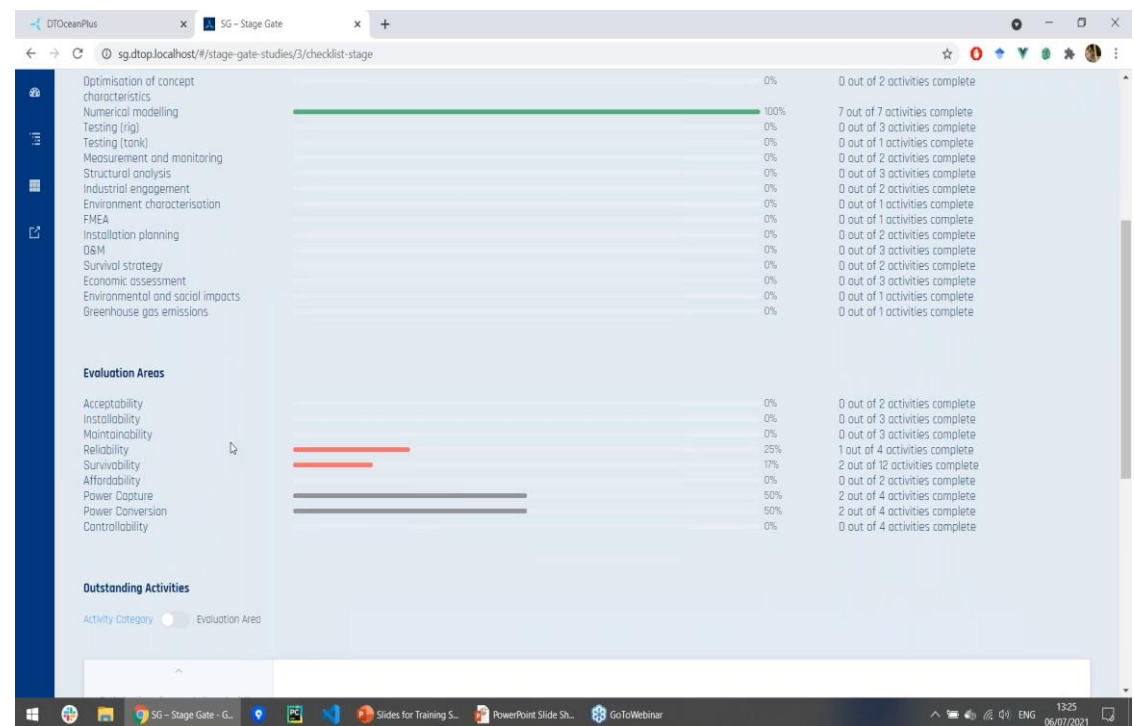 DTOceanPlus
SG – Stage Gate
sg.dtop.localhost/#/stage-gate-studies/3/checklist-stage
Optimisation of concept characteristics 0% 0 out of 2 activities complete
Numerical modelling 100% 7 out of 7 activities complete
Testing (rig) 0% 0 out of 3 activities complete
Testing (tank) 0% 0 out of 1 activities complete
Measurement and monitoring 0% 0 out of 2 activities complete
Structural analysis 0% 0 out of 3 activities complete
Industrial engagement 0% 0 out of 2 activities complete
Environment characterisation 0% 0 out of 1 activities complete
FMEA 0% 0 out of 1 activities complete
Installation planning 0% 0 out of 2 activities complete
O&M 0% 0 out of 3 activities complete
Survival strategy 0% 0 out of 2 activities complete
Economic assessment 0% 0 out of 3 activities complete
Environmental and social impacts 0% 0 out of 1 activities complete
Greenhouse gas emissions 0% 0 out of 1 activities complete
Evaluation Areas
Acceptability 0% 0 out of 2 activities complete
Installability 0% 0 out of 3 activities complete
Maintainability 0% 0 out of 3 activities complete
Reliability 25% 1 out of 4 activities complete
Survivability 17% 2 out of 12 activities complete
Affordability 0% 0 out of 2 activities complete
Power Capture 50% 2 out of 4 activities complete
Power Conversion 50% 2 out of 4 activities complete
Controllability 0% 0 out of 4 activities complete
Outstanding Activities
Activity Category Evaluation Area
SG – Stage Gate - G...
PC
Slides for Training S...
PowerPoint Slide Sh...
GoToWebinar
ENG
13:25
06/07/2021